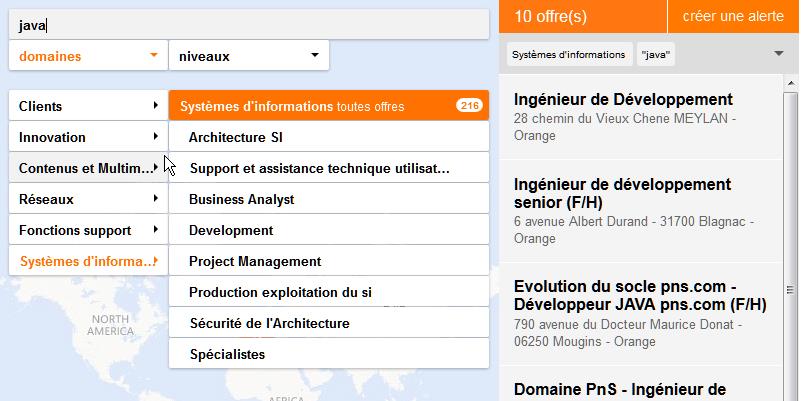 java
domaines
niveaux
Clients
Innovation
Contenus et Multim...
Réseaux
Fonctions support
Systèmes d'informa...
Systèmes d'informations toutes offres 216
Architecture SI
Support et assistance technique utilisat...
Business Analyst
Development
Project Management
Production exploitation du si
Sécurité de l'Architecture
Spécialistes
NORTH
AMERICA
AFRICA
10 offre(s)
créer une alerte
Systèmes d'informations
"java"
Ingénieur de Développement
28 chemin du Vieux Chene MEYLAN -
Orange
Ingénieur de développement
senior (F/H)
6 avenue Albert Durand - 31700 Blagnac -
Orange
Evolution du socle pns.com -
Développeur JAVA pns.com (F/H)
790 avenue du Docteur Maurice Donat -
06250 Mougins - Orange
Domaine PnS - Ingénieur de